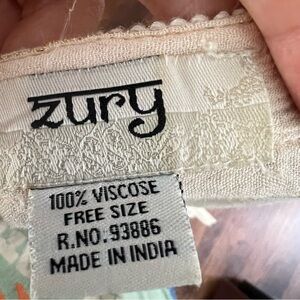 zury
100% VISCOSE
FREE SIZE
R.NO. 93886
MADE IN INDIA